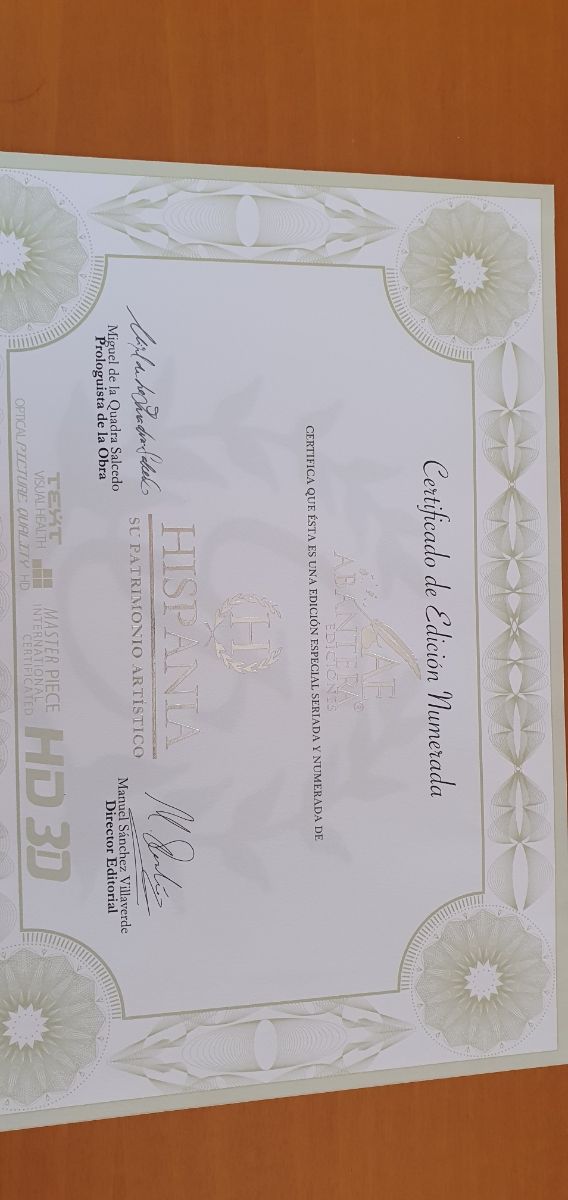 Certificado de Edición Numerada
AE
ABANTERA®
EDICIONES
CERTIFICA QUE ÉSTA ES UNA EDICIÓN ESPECIAL SERIADA Y NUMERADA DE
H
HISPANIA
SU PATRIMONIO ARTÍSTICO
Miguel de la Quadra Salcedo
Prologuista de la Obra
Manuel Sánchez Villaverde
Director Editorial
TEXT
VISUAL HEALTH
OPTICAL PICTURE QUALITY HD
MASTER PIECE
INTERNATIONAL
CERTIFICATED
HD 3D